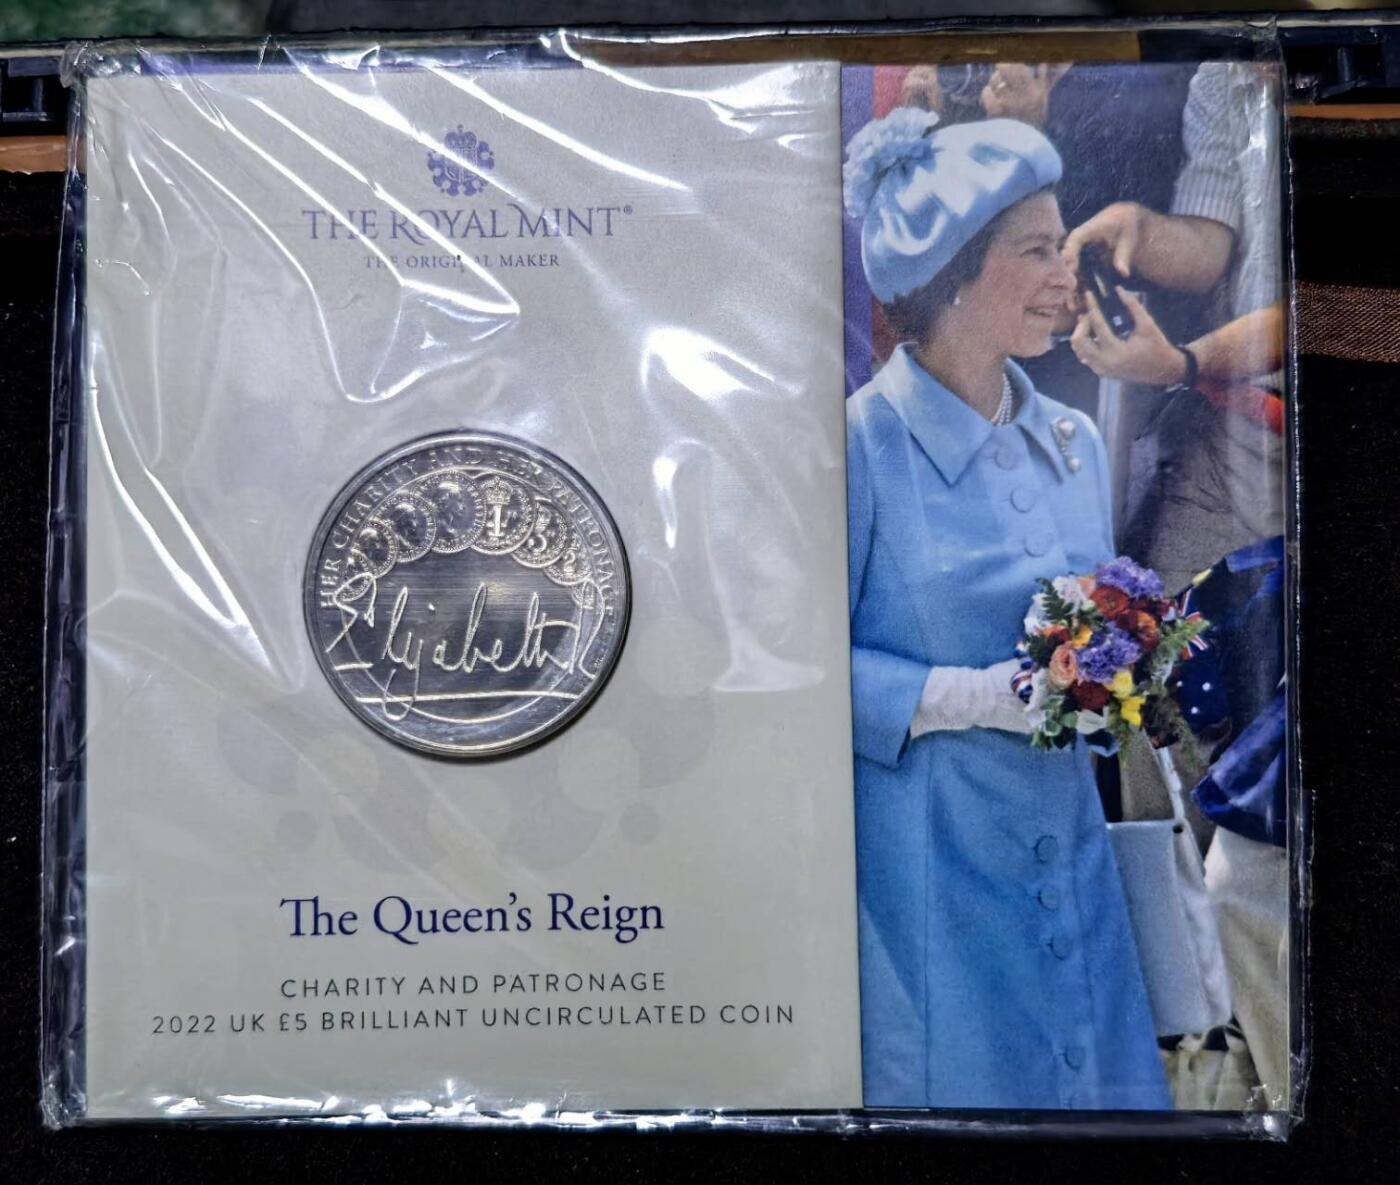 THE ROYAL MINT®
THE ORIGINAL MAKER
HER CHARITY AND HER PATRONAGE
Elizabeth R
The Queen's Reign
CHARITY AND PATRONAGE
2022 UK £5 BRILLIANT UNCIRCULATED COIN